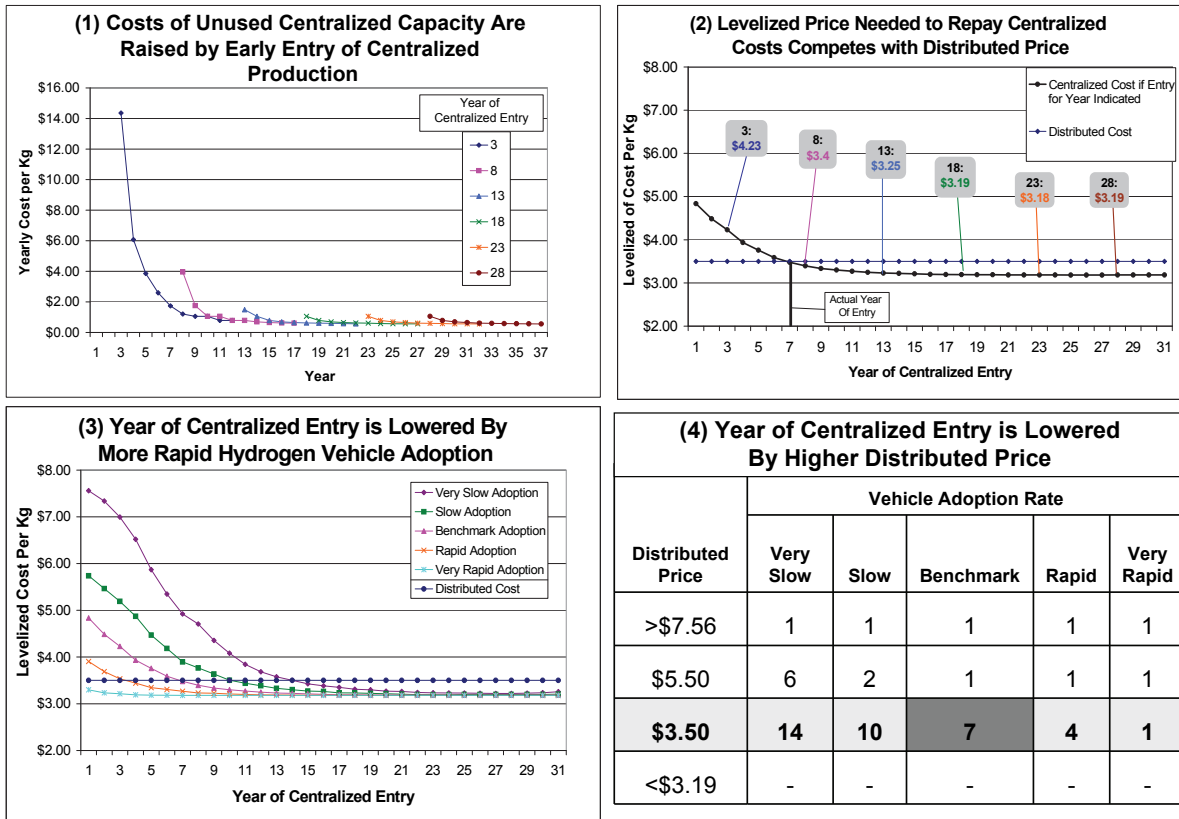 (1) Costs of Unused Centralized Capacity Are
Raised by Early Entry of Centralized
Production
$16.00
$14.00
$12.00
$10.00
$8.00
$6.00
$4.00
$2.00
$0.00
Yearly Cost per Kg
1 3 5 7 9 11 13 15 17 19 21 23 25 27 29 31 33 35 37
Year
Year of
Centralized Entry
3
8
13
18
23
28
(2) Levelized Price Needed to Repay Centralized
Costs Competes with Distributed Price
$8.00
$7.00
$6.00
$5.00
$4.00
$3.00
$2.00
Levelized of Cost Per Kg
Centralized Cost if Entry
for Year Indicated
Distributed Cost
3:
$4.23
8:
$3.4
13:
$3.25
18:
$3.19
23:
$3.18
28:
$3.19
Actual Year
Of Entry
1 3 5 7 9 11 13 15 17 19 21 23 25 27 29 31
Year of Centralized Entry
(3) Year of Centralized Entry is Lowered By
More Rapid Hydrogen Vehicle Adoption
$8.00
$7.00
$6.00
$5.00
$4.00
$3.00
$2.00
Levelized Cost Per Kg
Very Slow Adoption
Slow Adoption
Benchmark Adoption
Rapid Adoption
Very Rapid Adoption
Distributed Cost
1 3 5 7 9 11 13 15 17 19 21 23 25 27 29 31
Year of Centralized Entry
(4) Year of Centralized Entry is Lowered
By Higher Distributed Price
Vehicle Adoption Rate
Distributed Price Very Slow Slow Benchmark Rapid Very Rapid
>$7.56 1 1 1 1 1
$5.50 6 2 1 1 1
$3.50 14 10 7 4 1
<$3.19 - - - - -